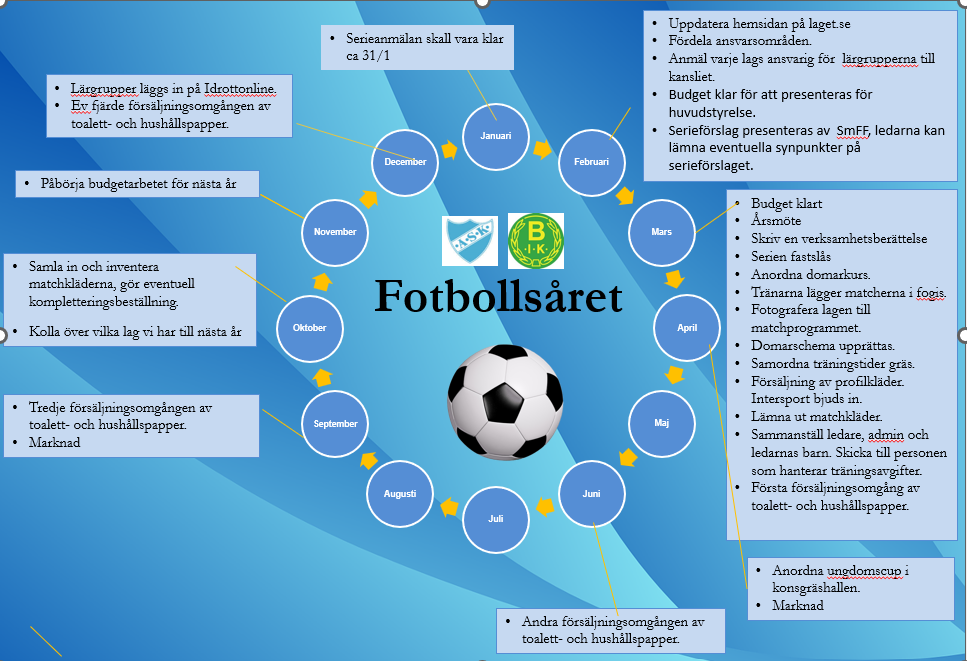 • Serieanmälan skall vara klar
ca 31/1
• Uppdatera hemsidan på laget.se
• Fördela ansvarsområden.
• Anmäl varje lags ansvarig för lärgrupperna till
kansliet.
• Budget klar för att presenteras för
huvudstyrelse.
• Serieförslag presenteras av SmFF, ledarna kan
lämna eventuella synpunkter på
serieförslaget.
• Lärgrupper läggs in på Idrottonline.
• Ev fjärde försäljningsomgången av
toalett- och hushållspapper.
Januari
Februari
Mars
April
Maj
Juni
Juli
Augusti
September
Oktober
November
December
• Påbörja budgetarbetet för nästa år
• Budget klart
• Årsmöte
• Skriv en verksamhetsberättelse
• Serien fastslås
• Anordna domarkurs.
• Tränarna lägger matcherna i fogis.
• Fotografera lagen till
matchprogrammet.
• Domarschema upprättas.
• Samordna träningstider gräs.
• Försäljning av profilkläder.
Intersport bjuds in.
• Lämna ut matchkläder.
• Sammanställ ledare, admin och
ledarnas barn. Skicka till personen
som hanterar träningsavgifter.
• Första försäljningsomgång av
toalett- och hushållspapper.
A.S.K
B
I.K.
Fotbollsåret
• Samla in och inventera
matchkläderna, gör eventuell
kompletteringsbeställning.
• Kolla över vilka lag vi har till nästa år
• Tredje försäljningsomgången av
toalett- och hushållspapper.
• Marknad
• Anordna ungdomscup i
konsgräshallen.
• Marknad
• Andra försäljningsomgången av
toalett- och hushållspapper.